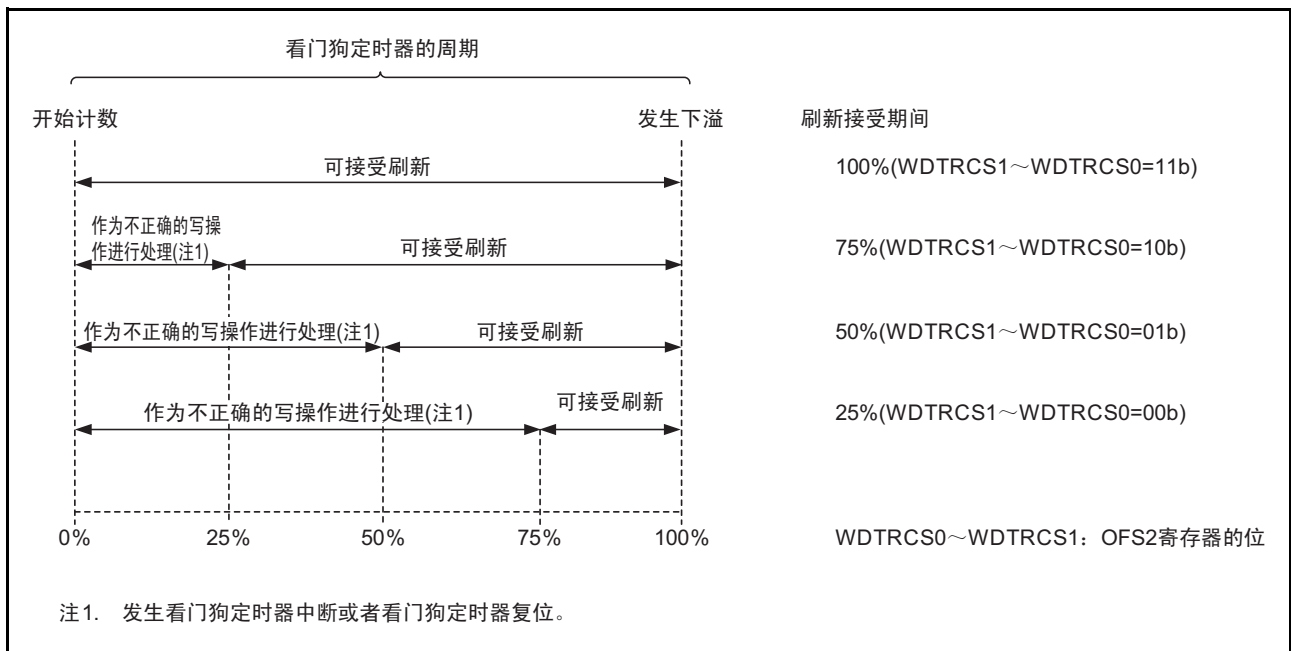 看门狗定时器的周期
开始计数
发生下溢
刷新接受期间
可接受刷新
100%(WDTRCS1～WDTRCS0=11b)
作为不正确的写操
作进行处理(注1)
可接受刷新
75%(WDTRCS1～WDTRCS0=10b)
作为不正确的写操作进行处理(注1)
可接受刷新
50%(WDTRCS1～WDTRCS0=01b)
作为不正确的写操作进行处理(注1)
可接受刷新
25%(WDTRCS1～WDTRCS0=00b)
0%
25%
50%
75%
100%
WDTRCS0～WDTRCS1：OFS2寄存器的位
注1. 发生看门狗定时器中断或者看门狗定时器复位。